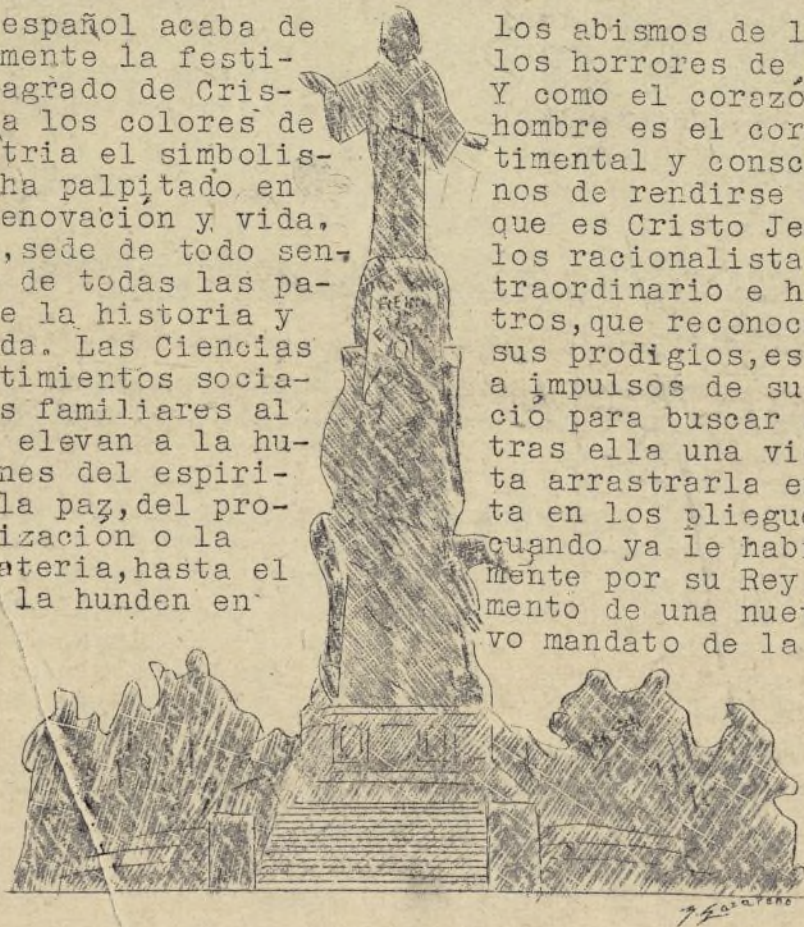 español acaba de
mente la festi-
agrado de Cris-
a los colores de
tria el simbolis-
ha palpitado en
enovación y vida.
,sede de todo sen-
de todas las pa-
e la historia y
da. Las Ciencias
timientos socia-
s familiares al
elevan a la hu-
nes del espiri-
la paz,del pro-
ización o la
ateria,hasta el
la hunden en
los abismos de l
los horrores de
Y como el corazó
hombre es el cor
timental y consc
nos de rendirse
que es Cristo Je
los racionalista
traordinario e h
tros,que reconoc
sus prodigios,es
a impulsos de su
ció para buscar
tras ella una vi
ta arrastrarla e
ta en los pliegue
cuando ya le hab
mente por su Rey
mento de una nue
vo mandato de la